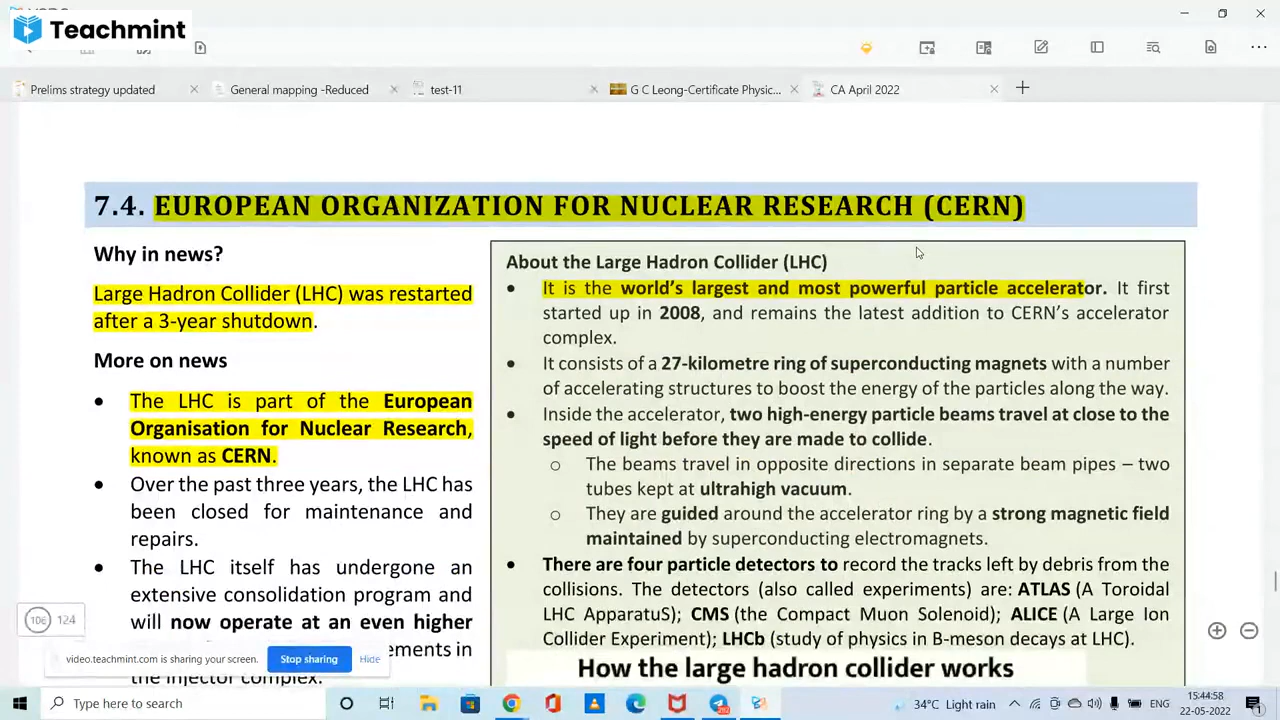 Teachmint
Prelims strategy updated
General mapping -Reduced
test-11
G C Leong-Certificate Physic...
CA April 2022
7.4. EUROPEAN ORGANIZATION FOR NUCLEAR RESEARCH (CERN)
Why in news?
Large Hadron Collider (LHC) was restarted
after a 3-year shutdown.
More on news
• The LHC is part of the European
Organisation for Nuclear Research,
known as CERN.
• Over the past three years, the LHC has
been closed for maintenance and
repairs.
• The LHC itself has undergone an
extensive consolidation program and
will now operate at an even higher
ements in
the injector complex.
About the Large Hadron Collider (LHC)
• It is the world's largest and most powerful particle accelerator. It first
started up in 2008, and remains the latest addition to CERN's accelerator
complex.
• It consists of a 27-kilometre ring of superconducting magnets with a number
of accelerating structures to boost the energy of the particles along the way.
• Inside the accelerator, two high-energy particle beams travel at close to the
speed of light before they are made to collide.
o The beams travel in opposite directions in separate beam pipes – two
tubes kept at ultrahigh vacuum.
o They are guided around the accelerator ring by a strong magnetic field
maintained by superconducting electromagnets.
• There are four particle detectors to record the tracks left by debris from the
collisions. The detectors (also called experiments) are: ATLAS (A Toroidal
LHC ApparatuS); CMS (the Compact Muon Solenoid); ALICE (A Large Ion
Collider Experiment); LHCb (study of physics in B-meson decays at LHC).
How the large hadron collider works
106 124
video.teachmint.com is sharing your screen.
Stop sharing
Hide
Type here to search
34°C Light rain
ENG
15:44:58
22-05-2022